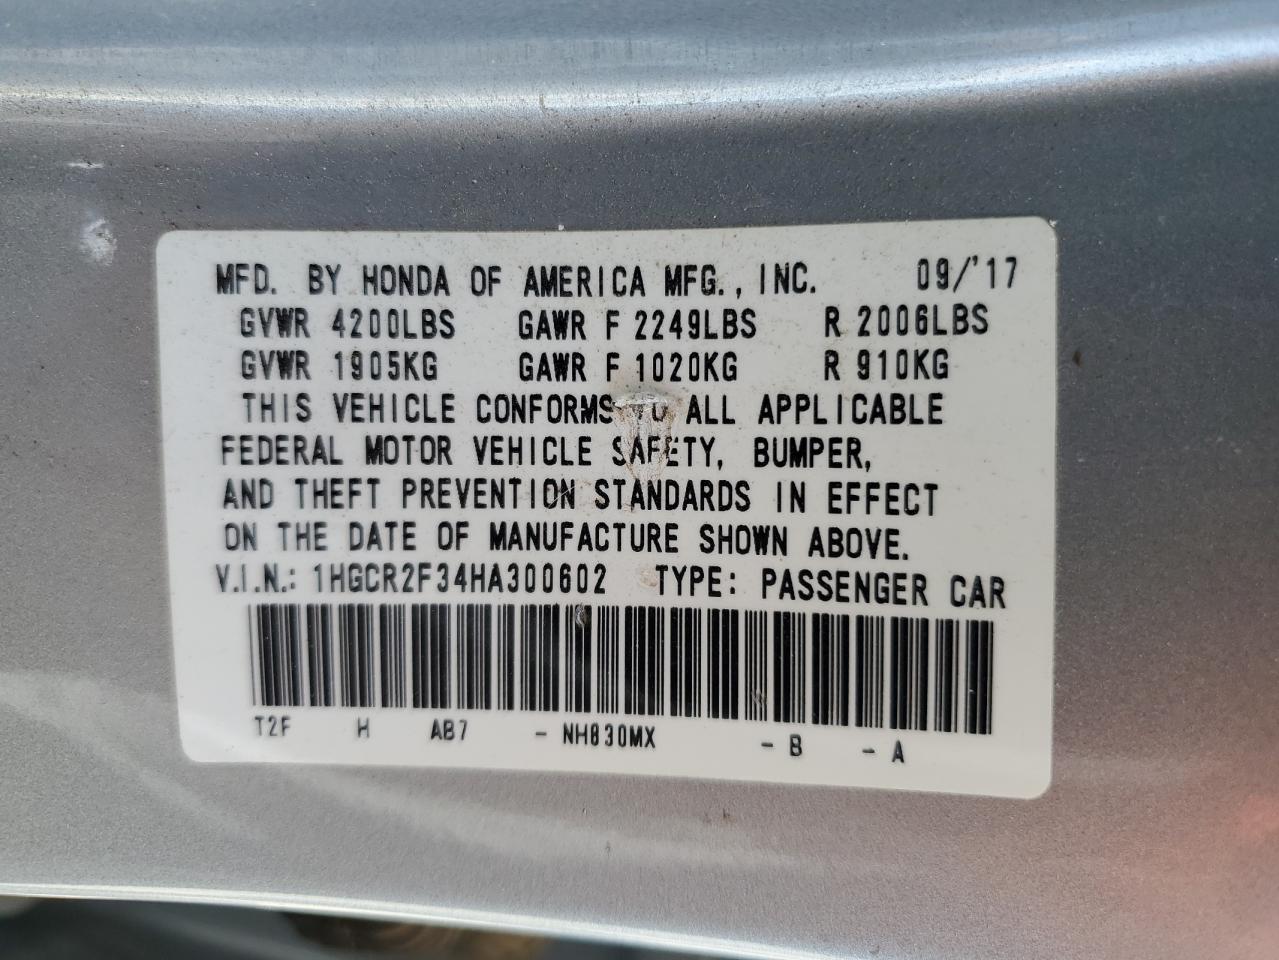 MFD. BY HONDA OF AMERICA MFG., INC. 09/'17
GVWR 4200LBS GAWR F 2249LBS R 2006LBS
GVWR 1905KG GAWR F 1020KG R 910KG
THIS VEHICLE CONFORMS TO ALL APPLICABLE
FEDERAL MOTOR VEHICLE SAFETY, BUMPER,
AND THEFT PREVENTION STANDARDS IN EFFECT
ON THE DATE OF MANUFACTURE SHOWN ABOVE.
V.I.N.: 1HGCR2F34HA300602 TYPE: PASSENGER CAR
T2F H AB7 - NH830MX - B - A